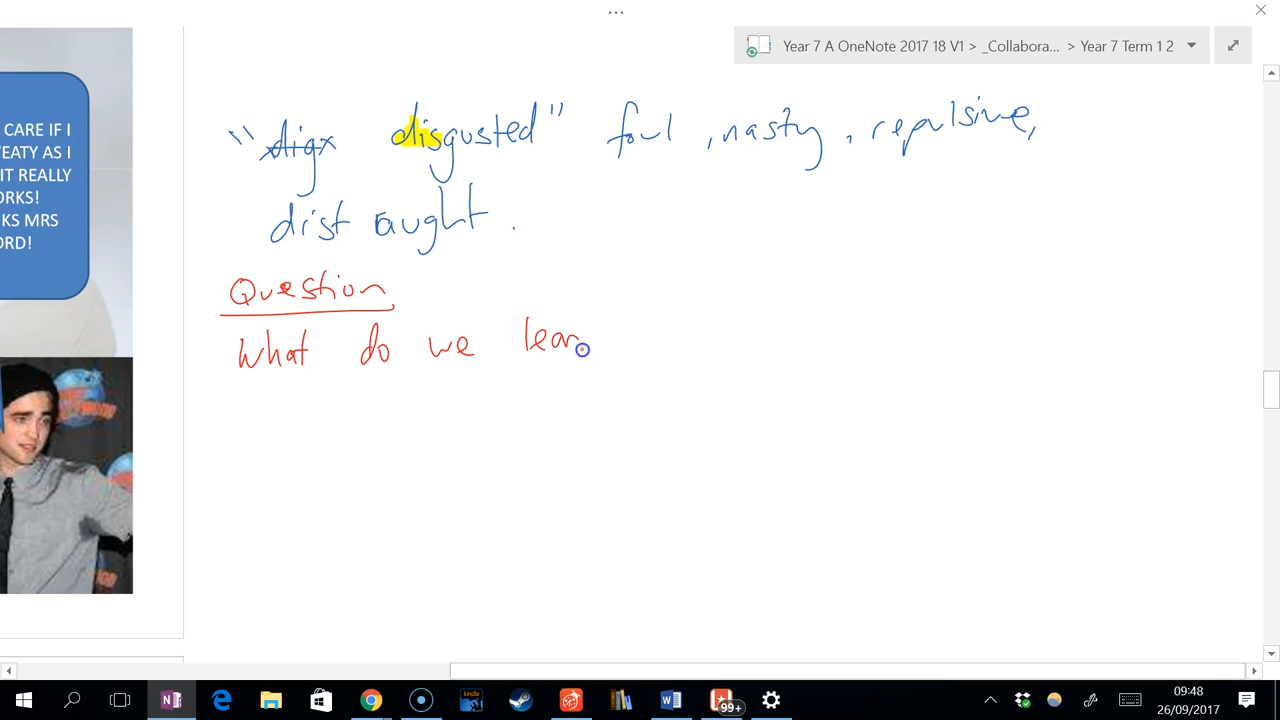 ...
Year 7 A OneNote 2017 18 V1 > _Collabora... > Year 7 Term 1 2
CARE IF I
EATY AS I
IT REALLY
ORKS!
KS MRS
ORD!
"digx disgusted" foul , nasty , repulsive,
dist aught .
Question
What do we lear
N
W
99+
kindle
09:48
26/09/2017